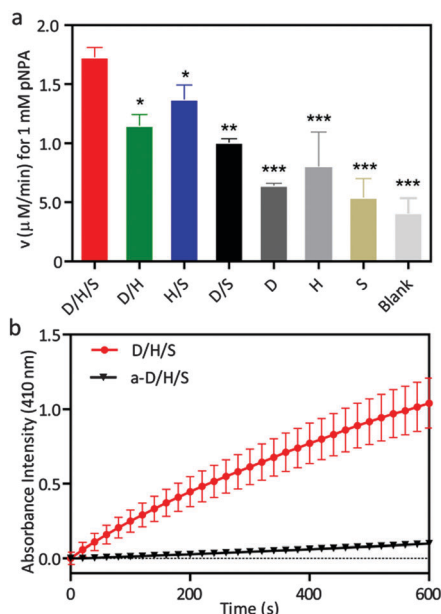 a
v(μ M/min) for 1 mM pNPA
2.0
1.5
1.0
5.0
0.0
* * ** *** *** *** ***
D/H/S D/H H/S D/S D H S Blank
b
Absorbance Intensity (410 nm)
1.5
1.0
0.5
0.0
D/H/S
a-D/H/S
0 200 400 600
Time (s)